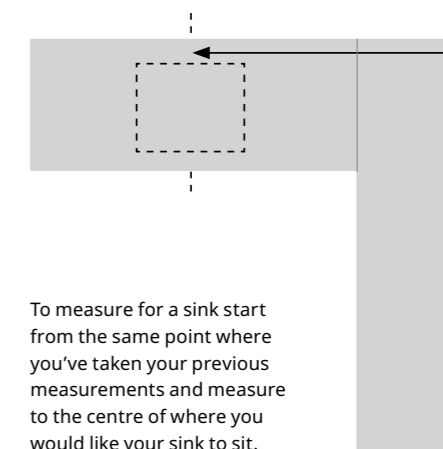 To measure for a sink start
from the same point where
you’ve taken your previous
measurements and measure
to the centre of where you
would like your sink to sit.